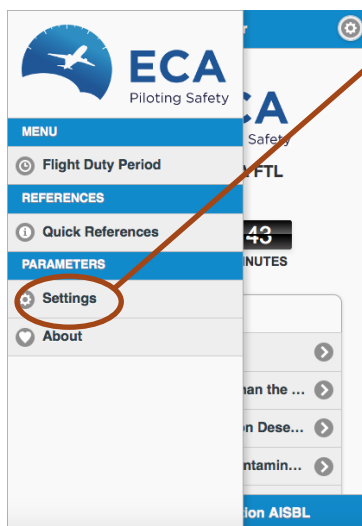 ECA
Piloting Safety
MENU
Flight Duty Period
REFERENCES
Quick References
PARAMETERS
Settings
About
r
CA
Safety
FTL
43
NUTES
han the ...
n Dese...
ntamin...
tion AISBL